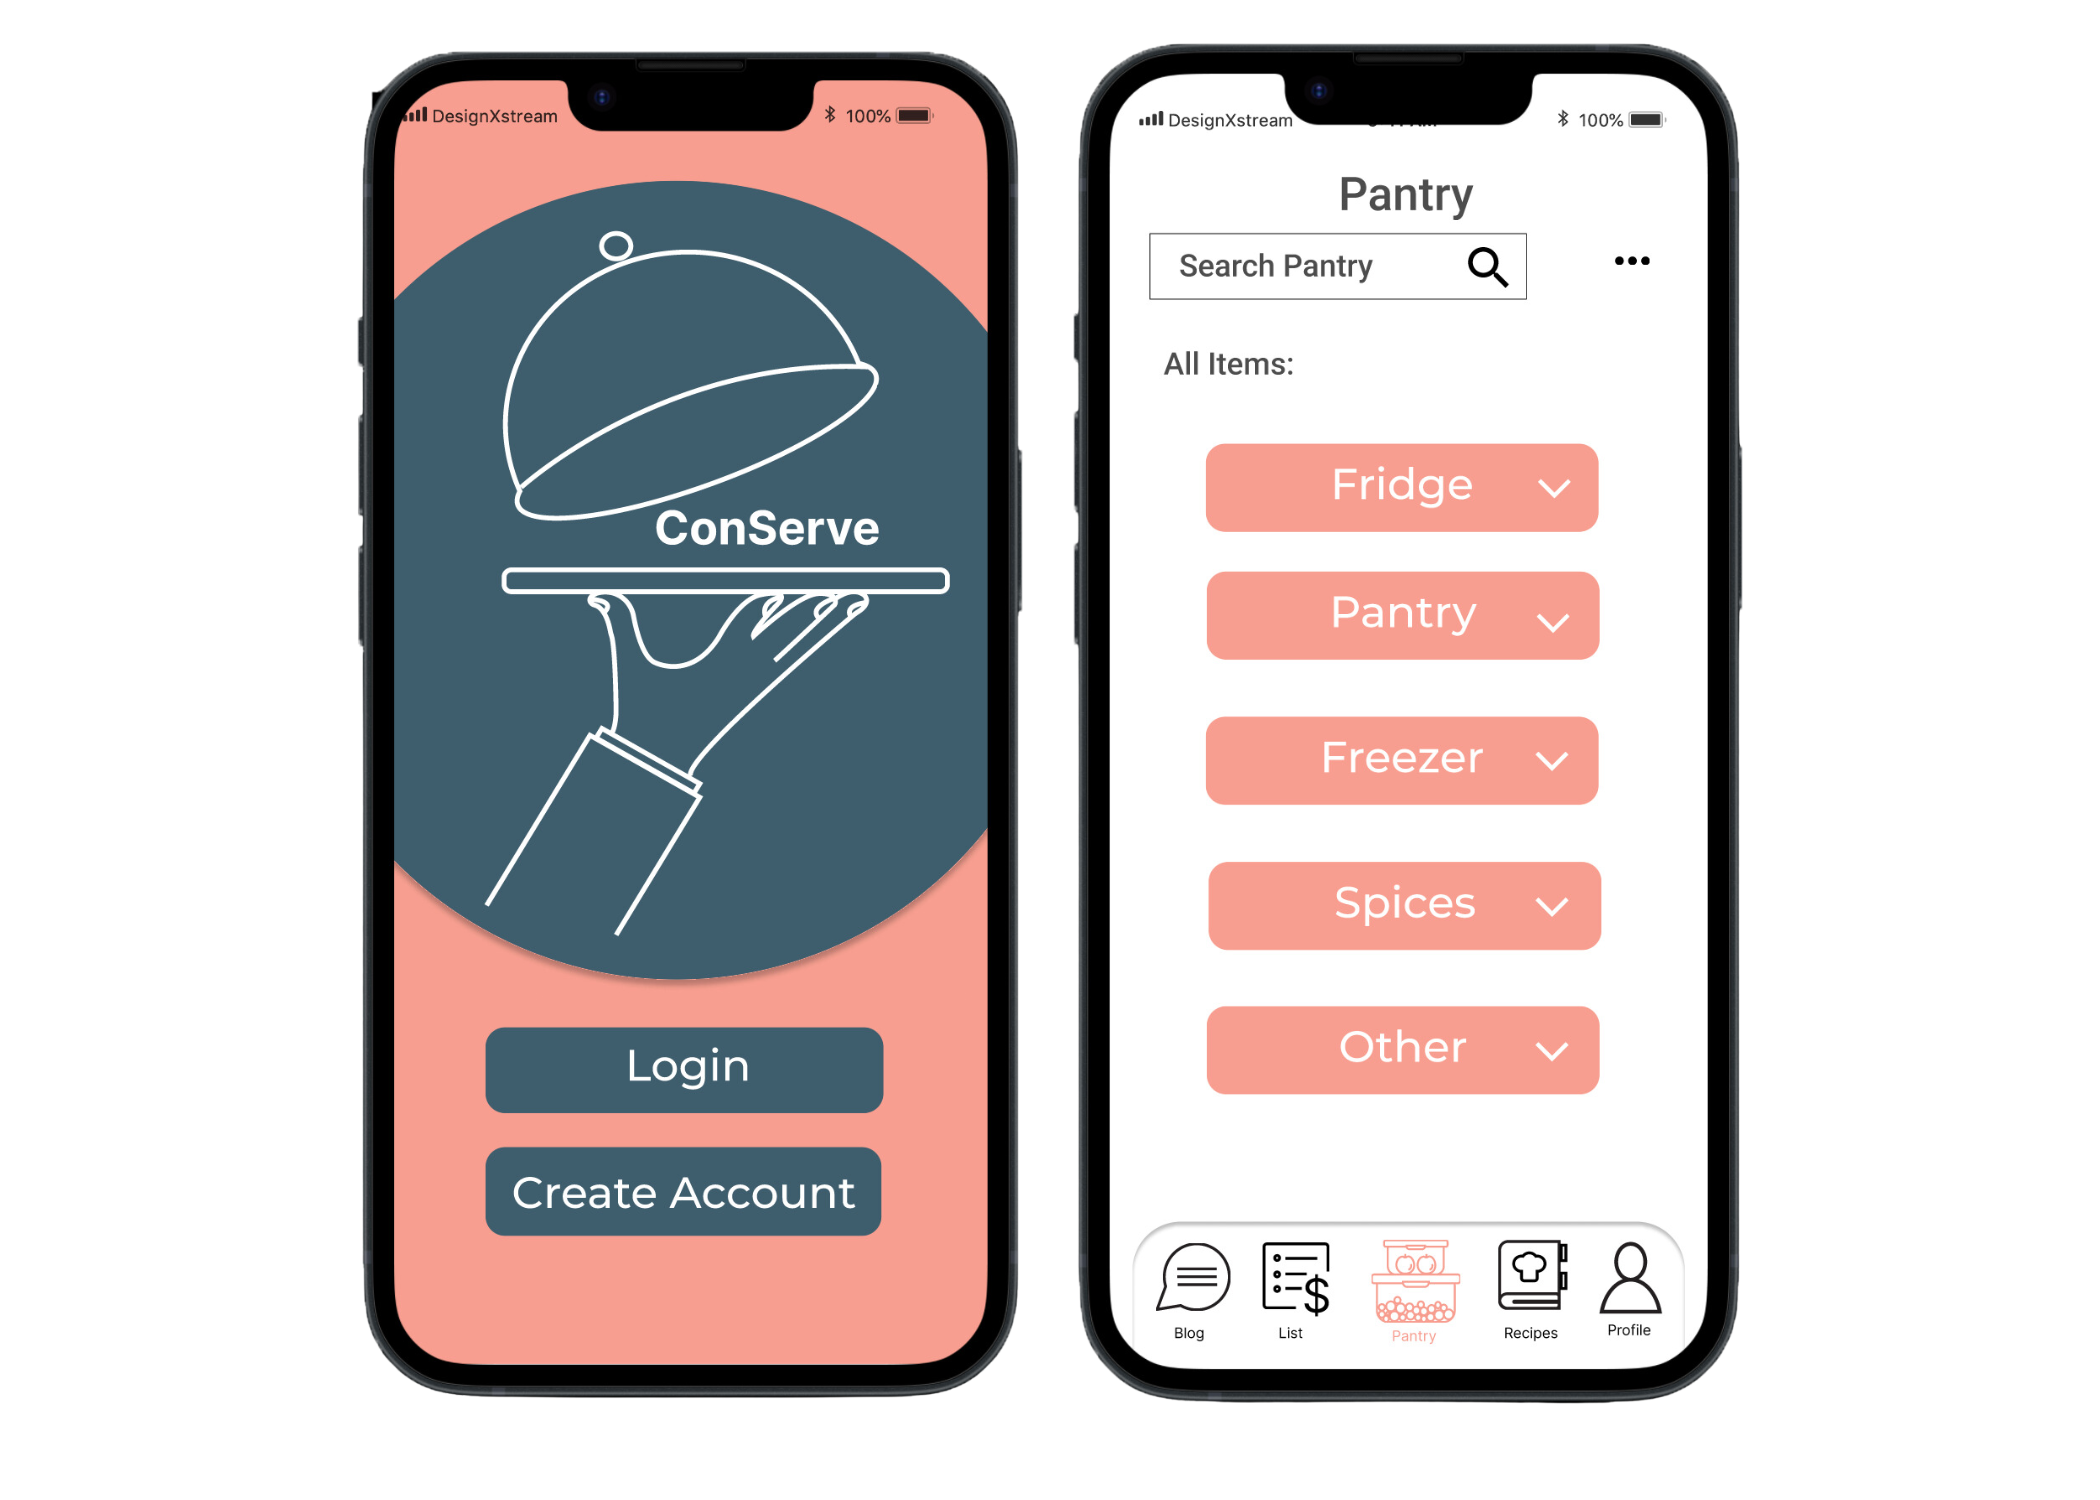 DesignXstream 100%
ConServe
Login
Create Account
DesignXstream 100%
Pantry
Search Pantry
All Items:
Fridge
Pantry
Freezer
Spices
Other
Blog List Pantry Recipes Profile